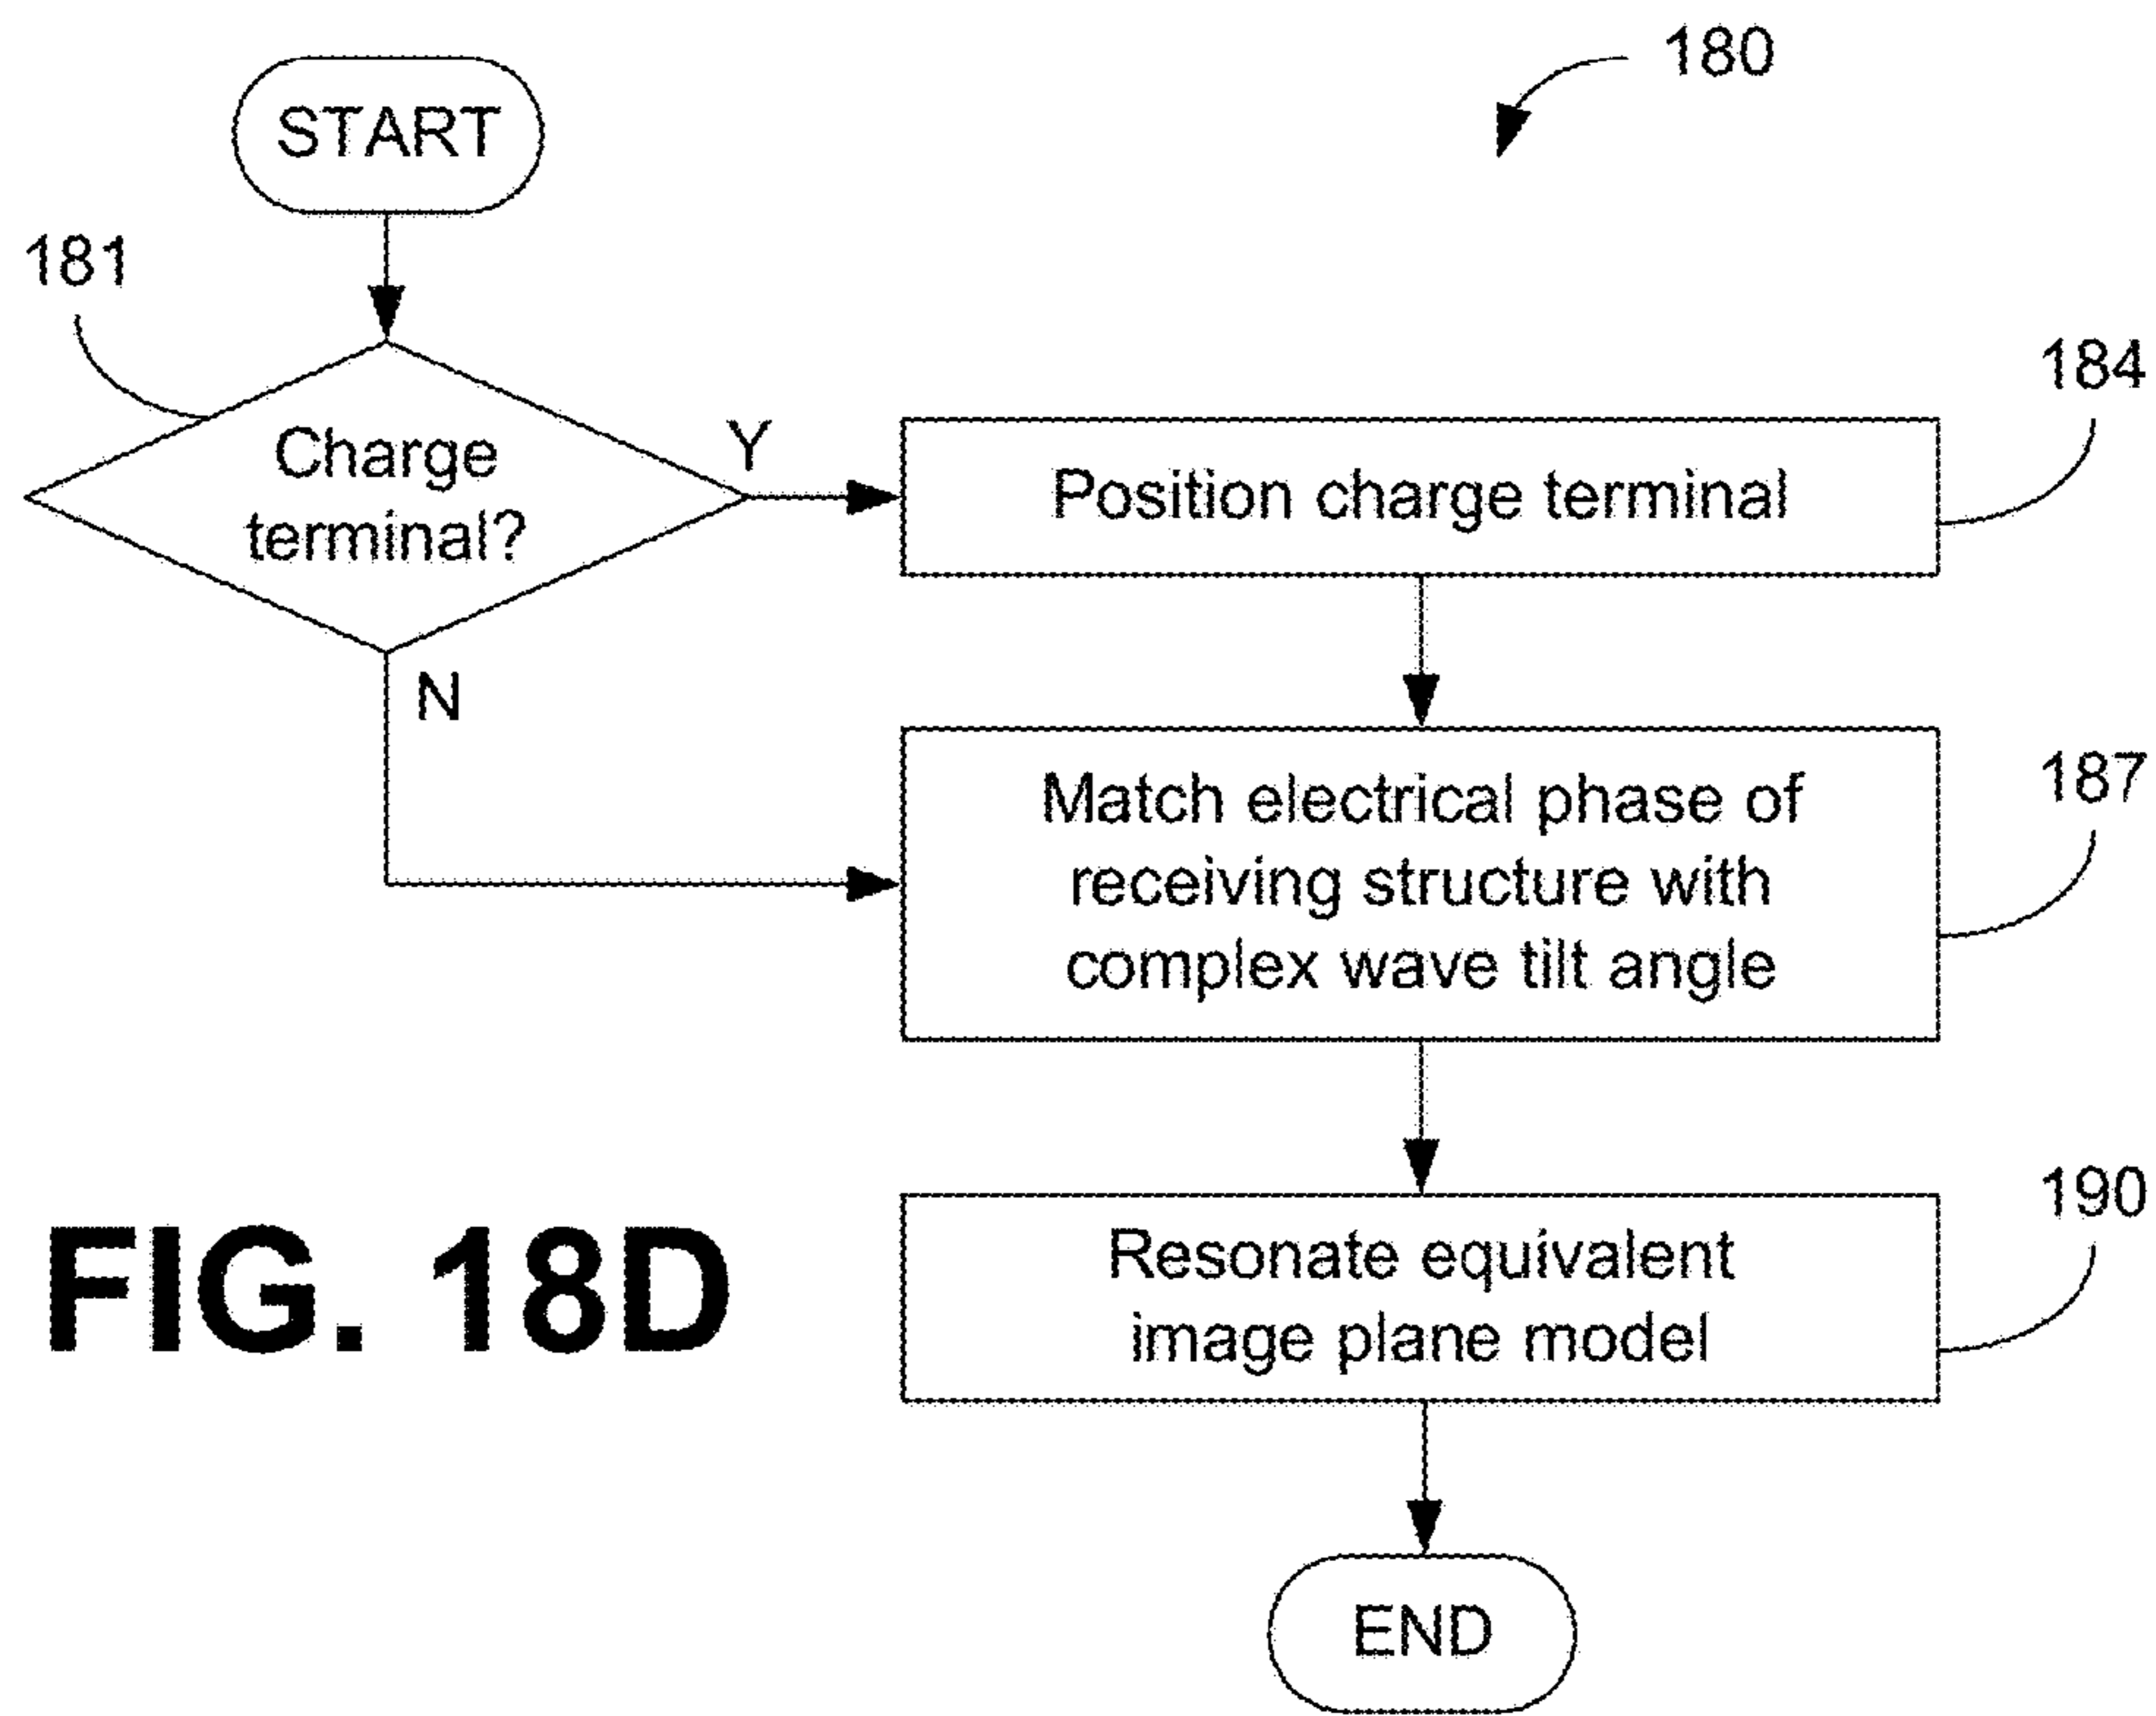 180
START
181
Charge
terminal?
Y
N
184
Position charge terminal
187
Match electrical phase of
receiving structure with
complex wave tilt angle
190
Resonate equivalent
image plane model
END
FIG. 18D